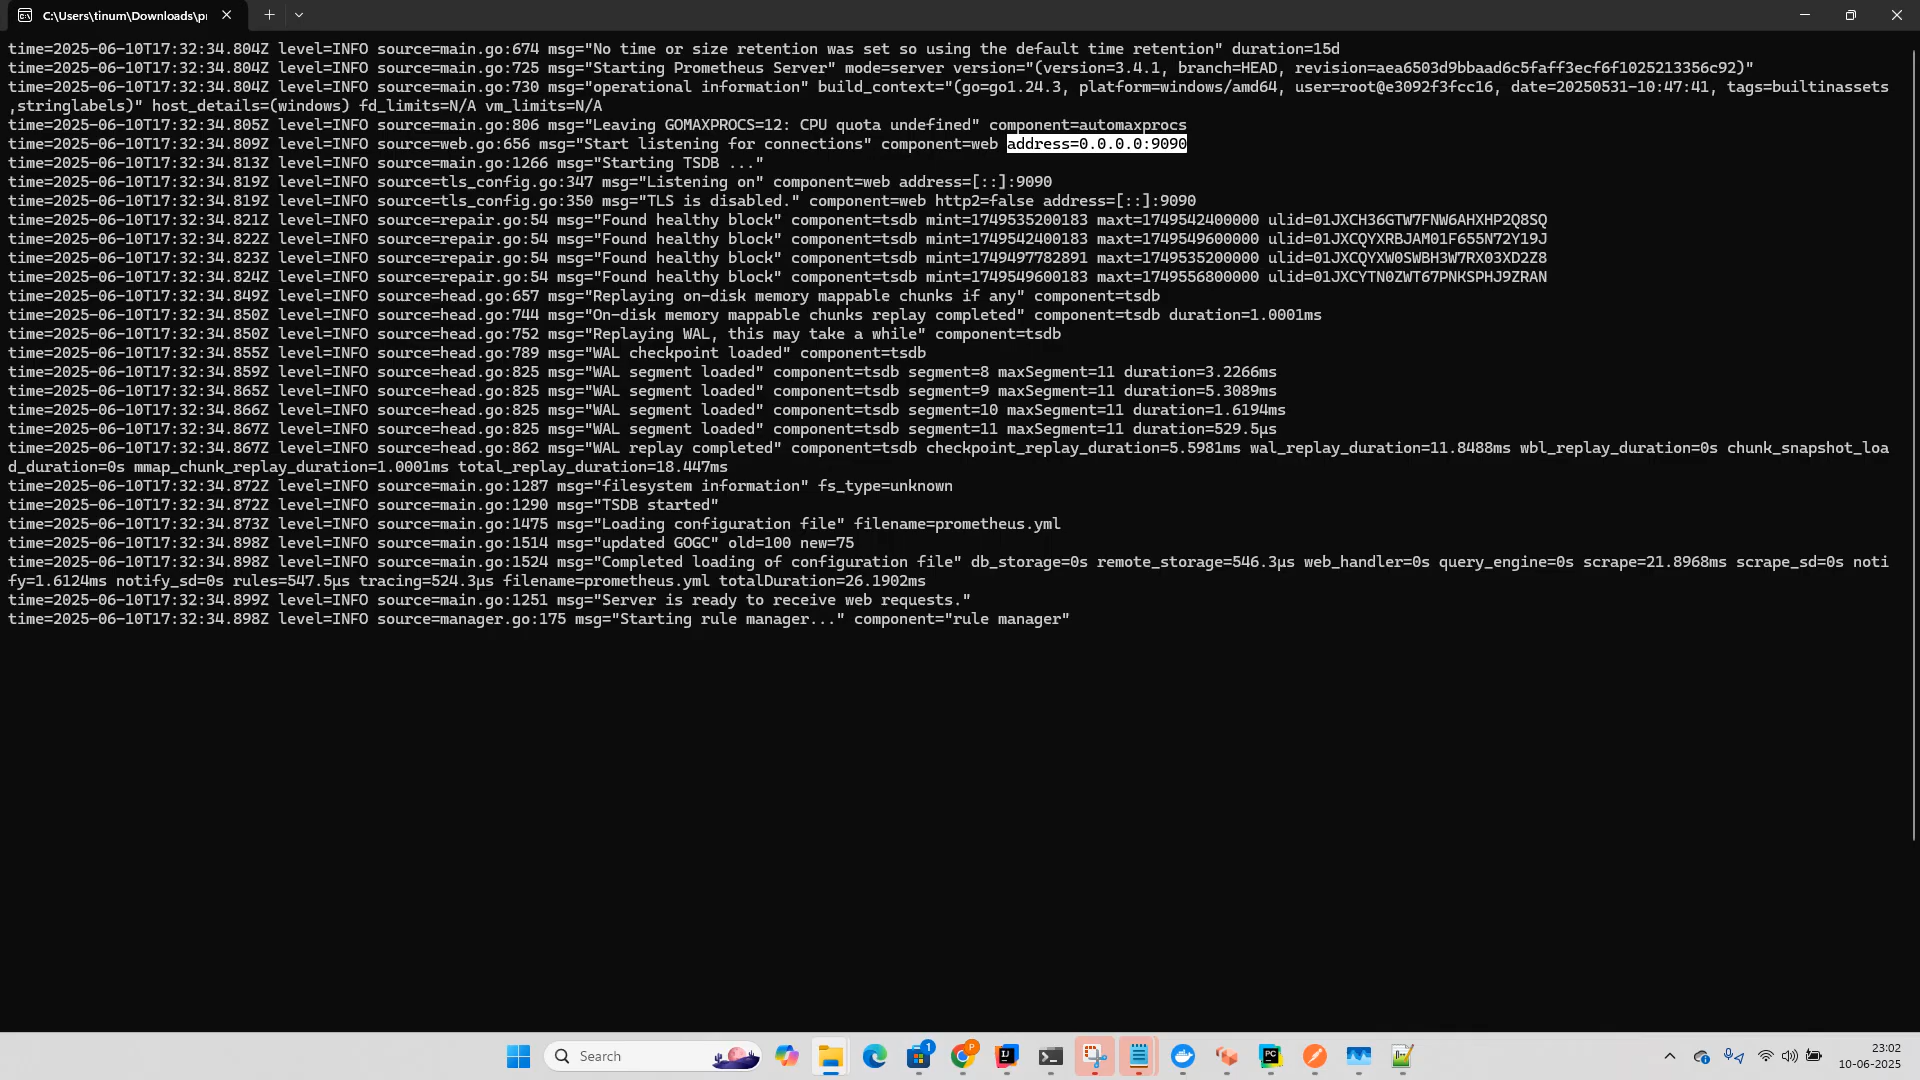 C:\Users\tinum\Downloads\pr
time=2025-06-10T17:32:34.804Z level=INFO source=main.go:674 msg="No time or size retention was set so using the default time retention" duration=15d
time=2025-06-10T17:32:34.804Z level=INFO source=main.go:725 msg="Starting Prometheus Server" mode=server version="(version=3.4.1, branch=HEAD, revision=aea6503d9bbaad6c5faff3ecf6f1025213356c92)"
time=2025-06-10T17:32:34.804Z level=INFO source=main.go:730 msg="operational information" build_context="(go=go1.24.3, platform=windows/amd64, user=root@e3092f3fcc16, date=20250531-10:47:41, tags=builtinassets
,stringlabels)" host_details=(windows) fd_limits=N/A vm_limits=N/A
time=2025-06-10T17:32:34.805Z level=INFO source=main.go:806 msg="Leaving GOMAXPROCS=12: CPU quota undefined" component=automaxprocs
time=2025-06-10T17:32:34.809Z level=INFO source=web.go:656 msg="Start listening for connections" component=web address=0.0.0.0:9090
time=2025-06-10T17:32:34.813Z level=INFO source=main.go:1266 msg="Starting TSDB ..."
time=2025-06-10T17:32:34.819Z level=INFO source=tls_config.go:347 msg="Listening on" component=web address=[::]:9090
time=2025-06-10T17:32:34.819Z level=INFO source=tls_config.go:350 msg="TLS is disabled." component=web http2=false address=[::]:9090
time=2025-06-10T17:32:34.821Z level=INFO source=repair.go:54 msg="Found healthy block" component=tsdb mint=1749535200183 maxt=1749542400000 ulid=01JXCH36GTW7FNW6AHXHP2Q8SQ
time=2025-06-10T17:32:34.822Z level=INFO source=repair.go:54 msg="Found healthy block" component=tsdb mint=1749542400183 maxt=1749549600000 ulid=01JXCQYXRBJAM01F655N72Y19J
time=2025-06-10T17:32:34.823Z level=INFO source=repair.go:54 msg="Found healthy block" component=tsdb mint=1749497782891 maxt=1749535200000 ulid=01JXCQYXW0SWBH3W7RX03XD2Z8
time=2025-06-10T17:32:34.824Z level=INFO source=repair.go:54 msg="Found healthy block" component=tsdb mint=1749549600183 maxt=1749556800000 ulid=01JXCYTN0ZWT67PNKSPHJ9ZRAN
time=2025-06-10T17:32:34.849Z level=INFO source=head.go:657 msg="Replaying on-disk memory mappable chunks if any" component=tsdb
time=2025-06-10T17:32:34.850Z level=INFO source=head.go:744 msg="On-disk memory mappable chunks replay completed" component=tsdb duration=1.0001ms
time=2025-06-10T17:32:34.850Z level=INFO source=head.go:752 msg="Replaying WAL, this may take a while" component=tsdb
time=2025-06-10T17:32:34.855Z level=INFO source=head.go:789 msg="WAL checkpoint loaded" component=tsdb
time=2025-06-10T17:32:34.859Z level=INFO source=head.go:825 msg="WAL segment loaded" component=tsdb segment=8 maxSegment=11 duration=3.2266ms
time=2025-06-10T17:32:34.865Z level=INFO source=head.go:825 msg="WAL segment loaded" component=tsdb segment=9 maxSegment=11 duration=5.3089ms
time=2025-06-10T17:32:34.866Z level=INFO source=head.go:825 msg="WAL segment loaded" component=tsdb segment=10 maxSegment=11 duration=1.6194ms
time=2025-06-10T17:32:34.867Z level=INFO source=head.go:825 msg="WAL segment loaded" component=tsdb segment=11 maxSegment=11 duration=529.5µs
time=2025-06-10T17:32:34.867Z level=INFO source=head.go:862 msg="WAL replay completed" component=tsdb checkpoint_replay_duration=5.5981ms wal_replay_duration=11.8488ms wbl_replay_duration=0s chunk_snapshot_loa
d_duration=0s mmap_chunk_replay_duration=1.0001ms total_replay_duration=18.447ms
time=2025-06-10T17:32:34.872Z level=INFO source=main.go:1287 msg="filesystem information" fs_type=unknown
time=2025-06-10T17:32:34.872Z level=INFO source=main.go:1290 msg="TSDB started"
time=2025-06-10T17:32:34.873Z level=INFO source=main.go:1475 msg="Loading configuration file" filename=prometheus.yml
time=2025-06-10T17:32:34.898Z level=INFO source=main.go:1514 msg="updated GOGC" old=100 new=75
time=2025-06-10T17:32:34.898Z level=INFO source=main.go:1524 msg="Completed loading of configuration file" db_storage=0s remote_storage=546.3µs web_handler=0s query_engine=0s scrape=21.8968ms scrape_sd=0s noti
fy=1.6124ms notify_sd=0s rules=547.5µs tracing=524.3µs filename=prometheus.yml totalDuration=26.1902ms
time=2025-06-10T17:32:34.899Z level=INFO source=main.go:1251 msg="Server is ready to receive web requests."
time=2025-06-10T17:32:34.898Z level=INFO source=manager.go:175 msg="Starting rule manager..." component="rule manager"
Search
23:02
10-06-2025